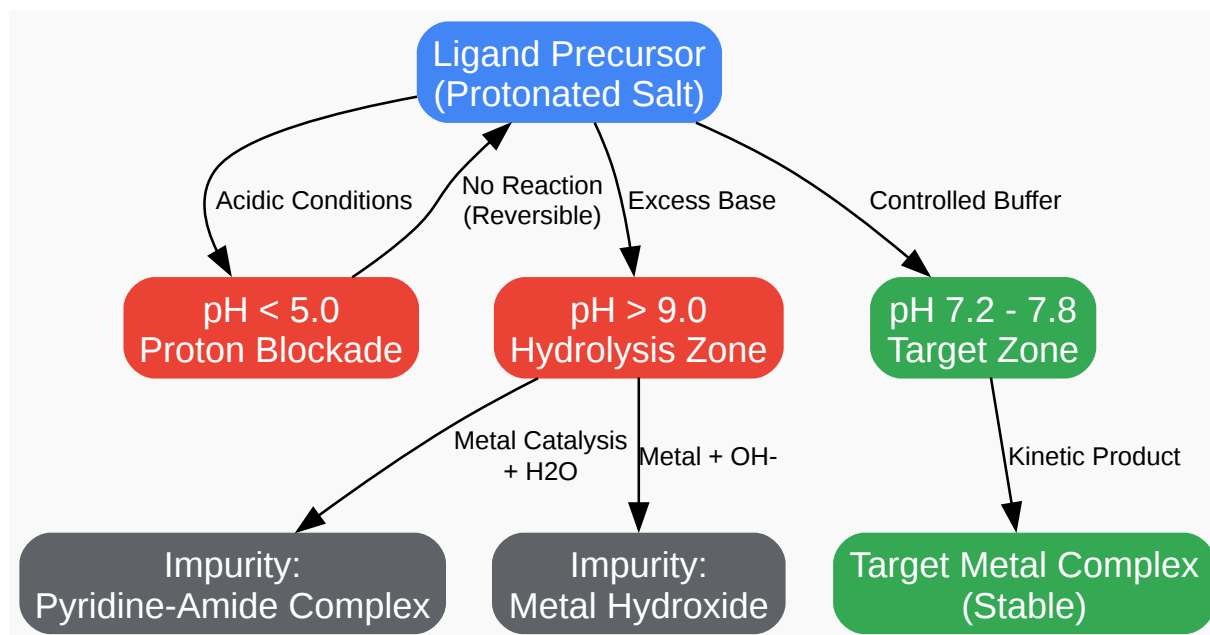 Ligand Precursor
(Protonated Salt)
Acidic Conditions
No Reaction
(Reversible)
Excess Base
Controlled Buffer
pH < 5.0
Proton Blockade
pH > 9.0
Hydrolysis Zone
pH 7.2 - 7.8
Target Zone
Metal Catalysis
+ H2O
Metal + OH-
Kinetic Product
Impurity:
Pyridine-Amide Complex
Impurity:
Metal Hydroxide
Target Metal Complex
(Stable)